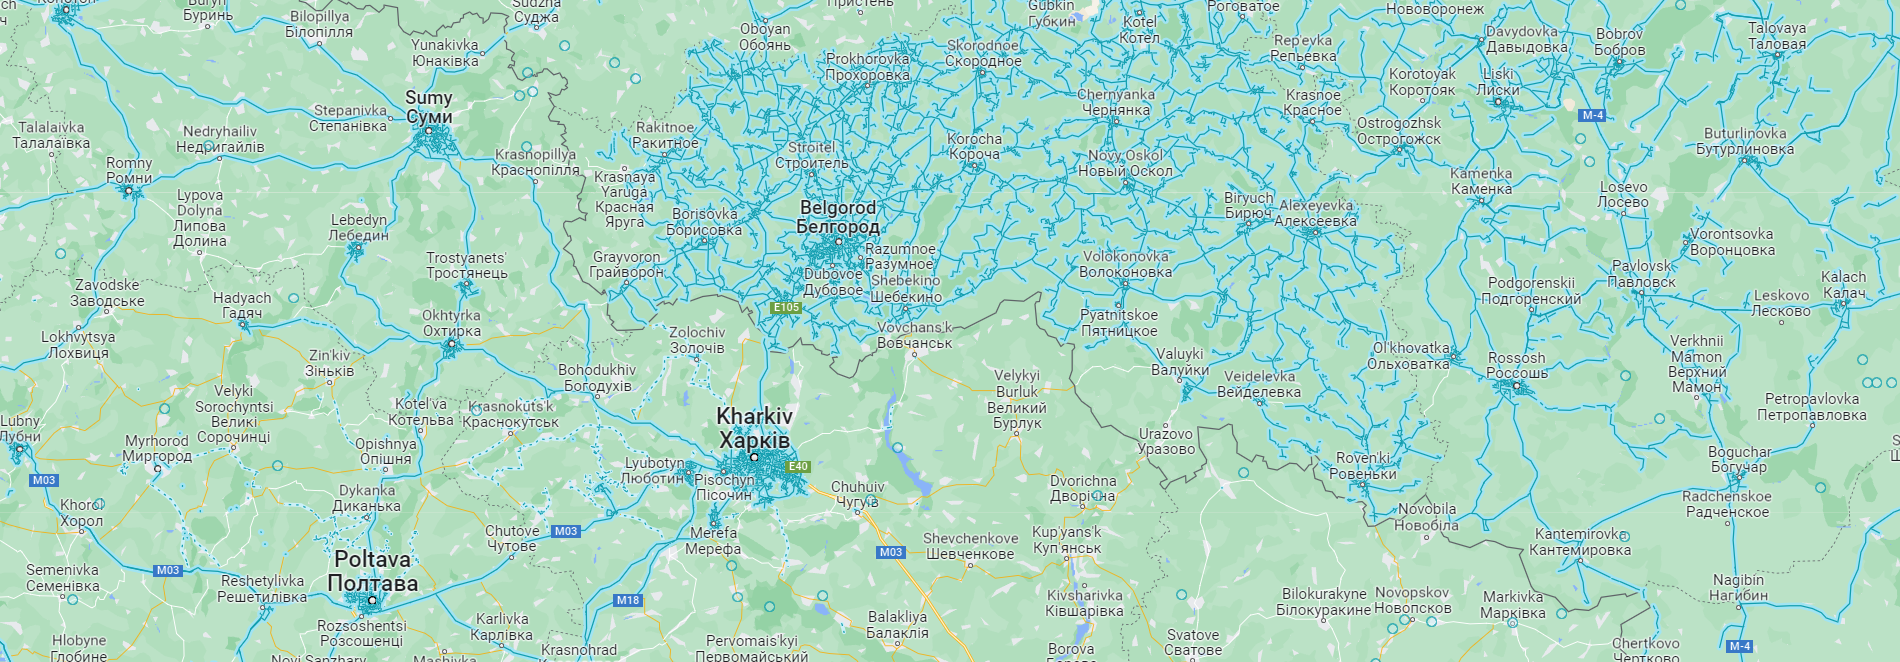 Конотоп
Buryn'
Буринь
Bilopillya
Білопілля
Sudzha
Суджа
Yunakivka
Юнаківка
Oboyan
Обоянь
Пристень
Prokhorovka
Прохоровка
Skorodnoe
Скородное
Gubkin
Губкин
Kotel
Котел
Роговатое
Rep'evka
Репьевка
Нововоронеж
Davydovka
Давыдовка
Bobrov
Бобров
Talovaya
Таловая
Korotoyak
Коротояк
Liski
Лиски
M-4
Stepanivka
Степанівка
Sumy
Суми
Talalaivka
Талалаївка
Nedryhailiv
Недригайлів
Romny
Ромни
Krasnopillya
Краснопілля
Rakitnoe
Ракитное
Stroitel
Строитель
Korocha
Короча
Chernyanka
Чернянка
Novy Oskol
Новый Оскол
Krasnoe
Красное
Ostrogozhsk
Острогожск
Buturlinovka
Бутурлиновка
Kamenka
Каменка
Losevo
Лосево
Lypova
Dolyna
Липова
Долина
Lebedyn
Лебедин
Krasnaya
Yaruga
Красная
Яруга
Borisovka
Борисовка
Belgorod
Белгород
Razumnoe
Разумное
Biryuch
Бирюч
Alexeyevka
Алексеевка
Vorontsovka
Воронцовка
Trostyanets'
Тростянець
Grayvoron
Грайворон
Dubovoe
Дубовое
Shebekino
Шебекино
Volokonovka
Волоконовка
Pavlovsk
Павловск
Podgorenskii
Подгоренский
Leskovo
Лесково
Kalach
Калач
Zavodske
Заводське
Hadyach
Гадяч
Okhtyrka
Охтирка
E105
Pyatnitskoe
Пятницкое
Lokhvytsya
Лохвиця
Zolochiv
Золочів
Vovchans'k
Вовчанськ
Zin'kiv
Зіньків
Bohodukhiv
Богодухів
Valuyki
Валуйки
Veidelevka
Вейделевка
Ol'khovatka
Ольховатка
Rossosh
Россошь
Verkhnii
Mamon
Верхний
Мамон
Velyki
Sorochyntsi
Великі
Сорочинці
Velykyi
Burluk
Великий
Бурлук
Petropavlovka
Петропавловка
Kotel'va
Котельва
Krasnokuts'k
Краснокутськ
Kharkiv
Харків
Lubny
Лубни
Myrhorod
Миргород
Opishnya
Опішня
Urazovo
Уразово
Roven'ki
Ровеньки
Boguchar
Богучар
E40
Lyubotyn
Люботин
Pisochyn
Пісочин
Chuhuiv
Чугуїв
Dvorichna
Дворічна
M03
Khorol
Хорол
Dykanka
Диканька
Radchenskoe
Радченское
Novobila
Новобіла
Chutove
Чутове
M03
Merefa
Мерефа
M03
Shevchenkove
Шевченкове
Kup'yans'k
Куп'янськ
Kantemirovka
Кантемировка
Poltava
Полтава
M03
Semenivka
Семенівка
Reshetylivka
Решетилівка
M18
Kivsharivka
Ківшарівка
Bilokurakyne
Білокуракине
Novopskov
Новопсков
Markivka
Марківка
Nagibin
Нагибин
Rozsoshentsi
Розсошенці
Karlivka
Карлівка
Balakliya
Балаклія
Hlobyne
Глобине
Novi Sanzhary
Mashivka
Krasnohrad
Pervomais'kyi
Первомайський
Borova
Svatove
Сватове
Chertkovo
Чертково
M-4